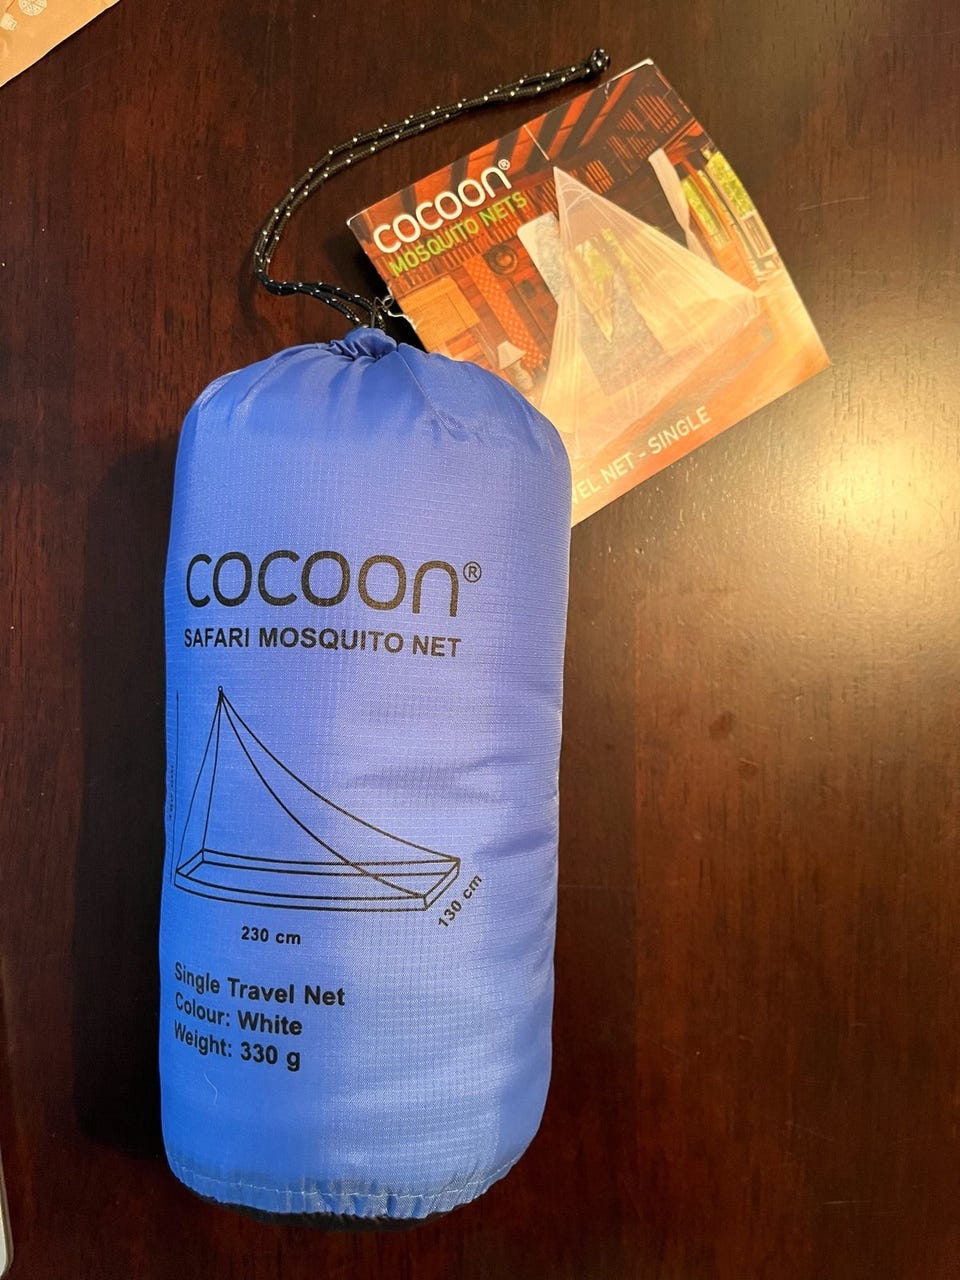 COCOON®
MOSQUITO NETS
VEL NET - SINGLE
COCOON®
SAFARI MOSQUITO NET
130 cm
230 cm
Single Travel Net
Colour: White
Weight: 330 g